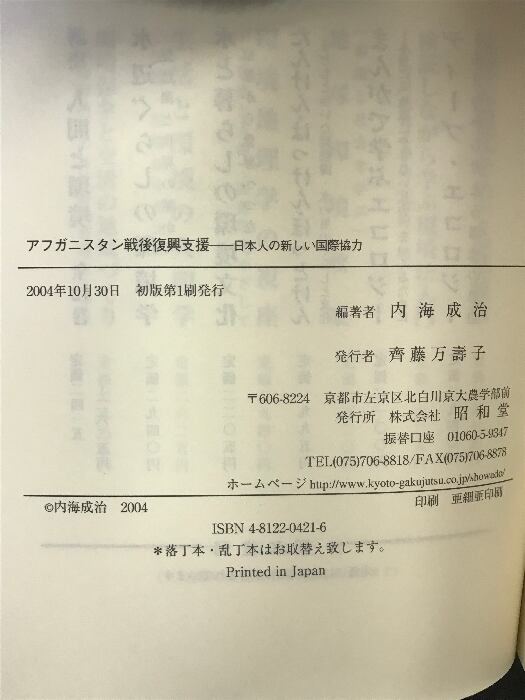 アフガニスタン戦後復興支援──日本人の新しい国際協力
2004年10月30日　初版第1刷発行
編著者　内海成治
発行者　齊藤万壽子
〒606-8224　京都市左京区北白川京大農学部前
発行所　株式会社　昭和堂
振替口座　01060-5-9347
TEL(075)706-8818/FAX(075)706-8878
ホームページ http://www.kyoto-gakujutsu.co.jp/showado/
©内海成治　2004
印刷　亜細亜印刷
ISBN 4-8122-0421-6
＊落丁本・乱丁本はお取替え致します。
Printed in Japan